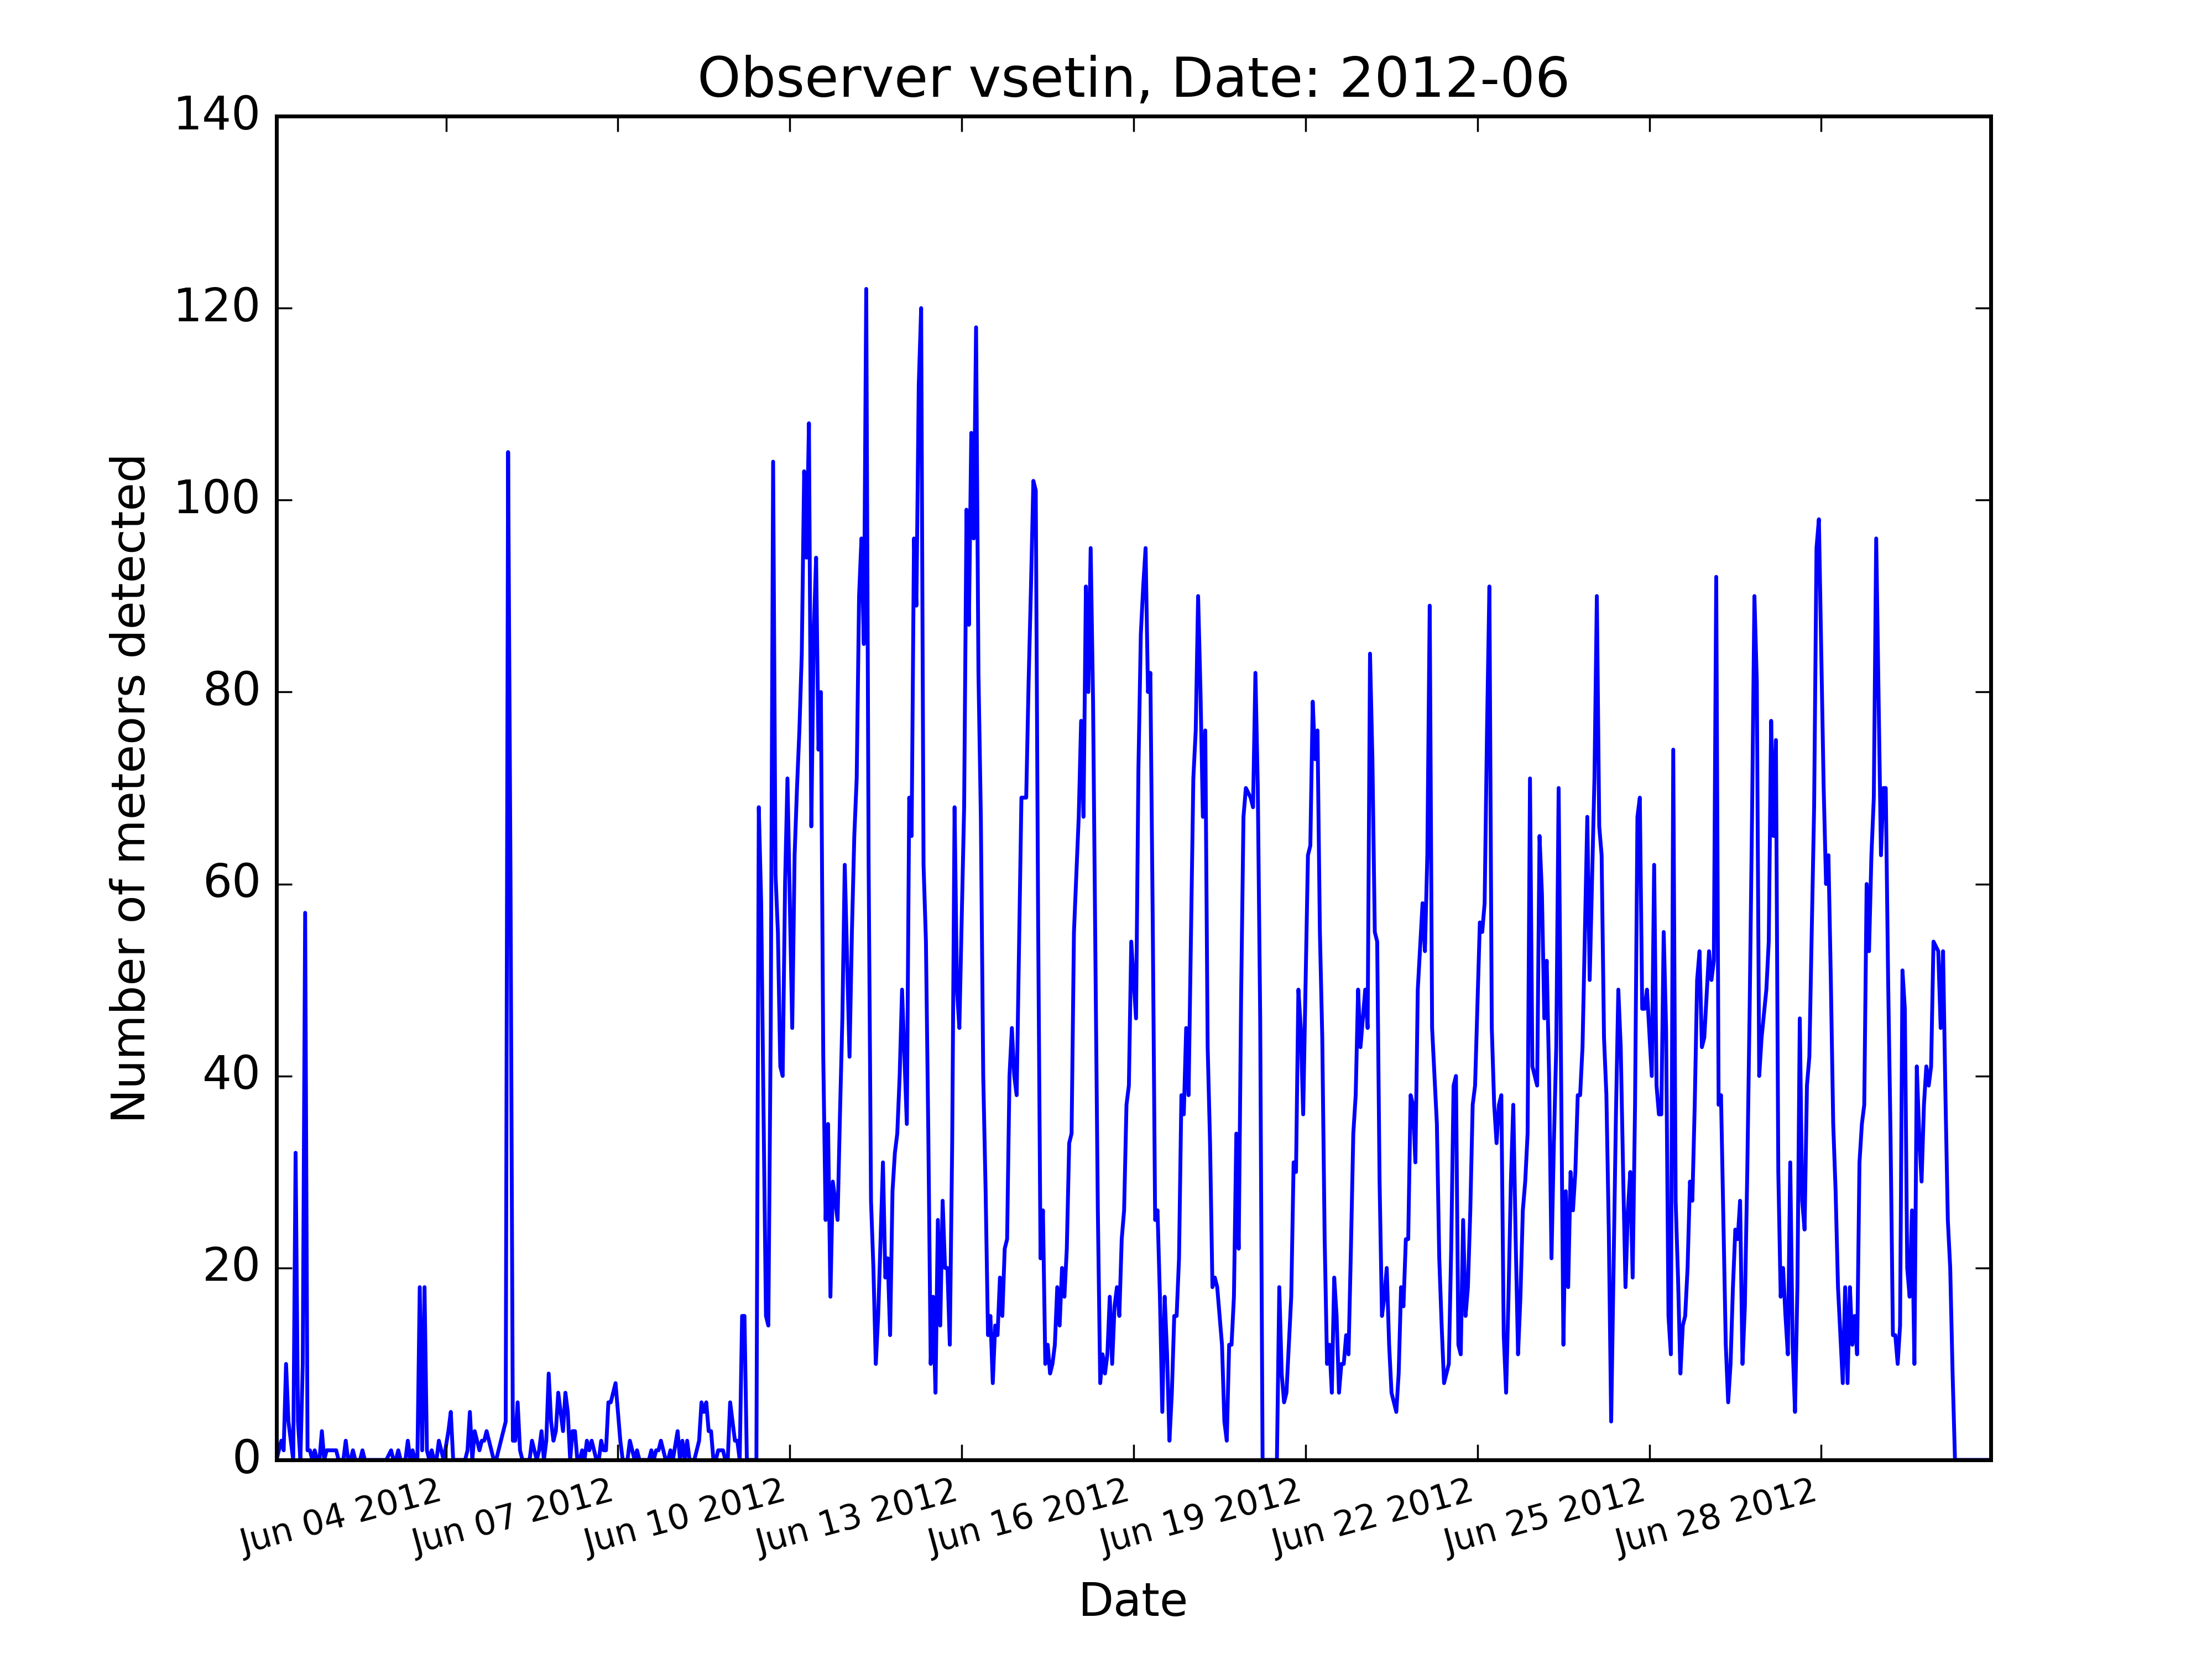 Observer vsetin, Date: 2012-06
140
120
100
80
60
40
20
0
Number of meteors detected
Jun 04 2012
Jun 07 2012
Jun 10 2012
Jun 13 2012
Jun 16 2012
Jun 19 2012
Jun 22 2012
Jun 25 2012
Jun 28 2012
Date